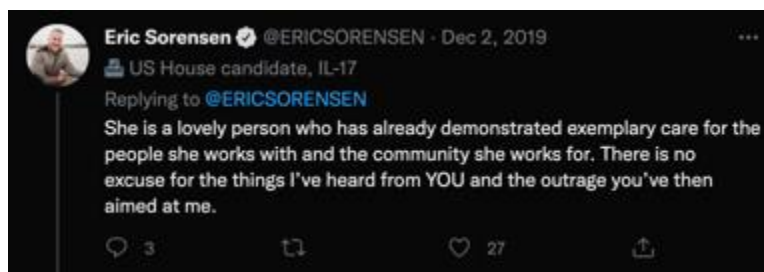 Eric Sorensen @ERICSORENSEN · Dec 2, 2019
US House candidate, IL-17
Replying to @ERICSORENSEN
She is a lovely person who has already demonstrated exemplary care for the
people she works with and the community she works for. There is no
excuse for the things I've heard from YOU and the outrage you've then
aimed at me.
3 27